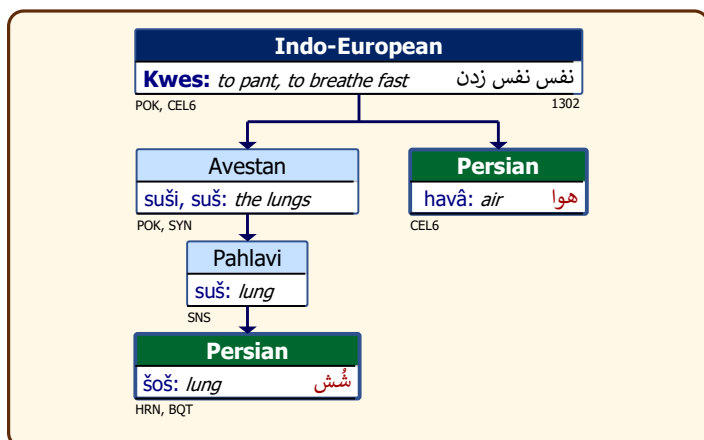 Indo-European
Kwes: to pant, to breathe fast نفس نفس زدن
POK, CEL6 1302
Avestan Persian
suši, suš: the lungs havâ: air هوا
POK, SYN CEL6
Pahlavi
suš: lung
SNS
Persian
šoš: lung شُش
HRN, BQT